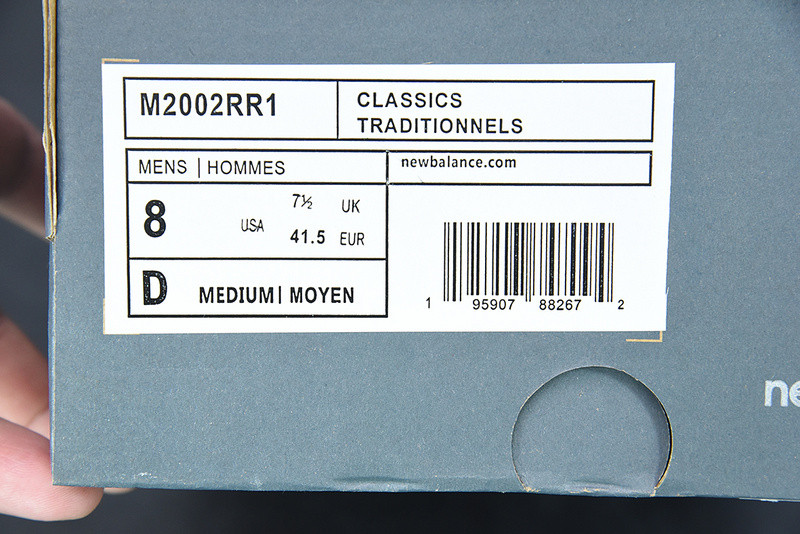 M2002RR1
CLASSICS
TRADITIONNELS
MENS | HOMMES
newbalance.com
8 USA 7½ UK
41.5 EUR
D MEDIUM | MOYEN
1 95907 88267 2
ne